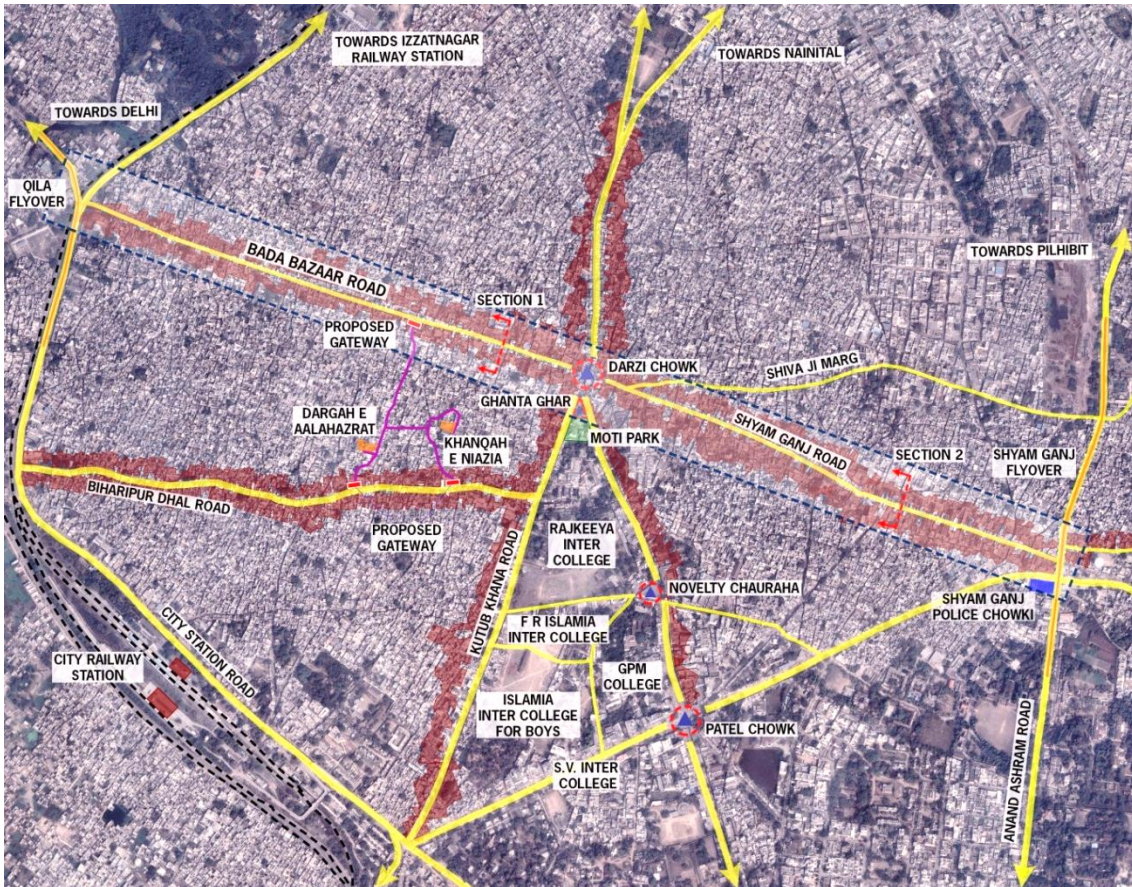 TOWARDS IZZATNAGAR
RAILWAY STATION
TOWARDS NAINITAL
TOWARDS DELHI
QILA
FLYOVER
TOWARDS PILHIBIT
BADA BAZAAR ROAD
SECTION 1
PROPOSED
GATEWAY
DARZI CHOWK
SHIVA JI MARG
GHANTA GHAR
DARGAH E
AALAHAZRAT
KHANQAH
E NIAZIA
MOTI PARK
SHYAM GANJ ROAD
SECTION 2
SHYAM GANJ
FLYOVER
BIHARIPUR DHAL ROAD
PROPOSED
GATEWAY
RAJKEEYA
INTER
COLLEGE
KUTUB KHANA ROAD
NOVELTY CHAURAHA
SHYAM GANJ
POLICE CHOWKI
F R ISLAMIA
INTER COLLEGE
CITY STATION ROAD
CITY RAILWAY
STATION
GPM
COLLEGE
ISLAMIA
INTER COLLEGE
FOR BOYS
PATEL CHOWK
S.V. INTER
COLLEGE
ANAND ASHRAM ROAD